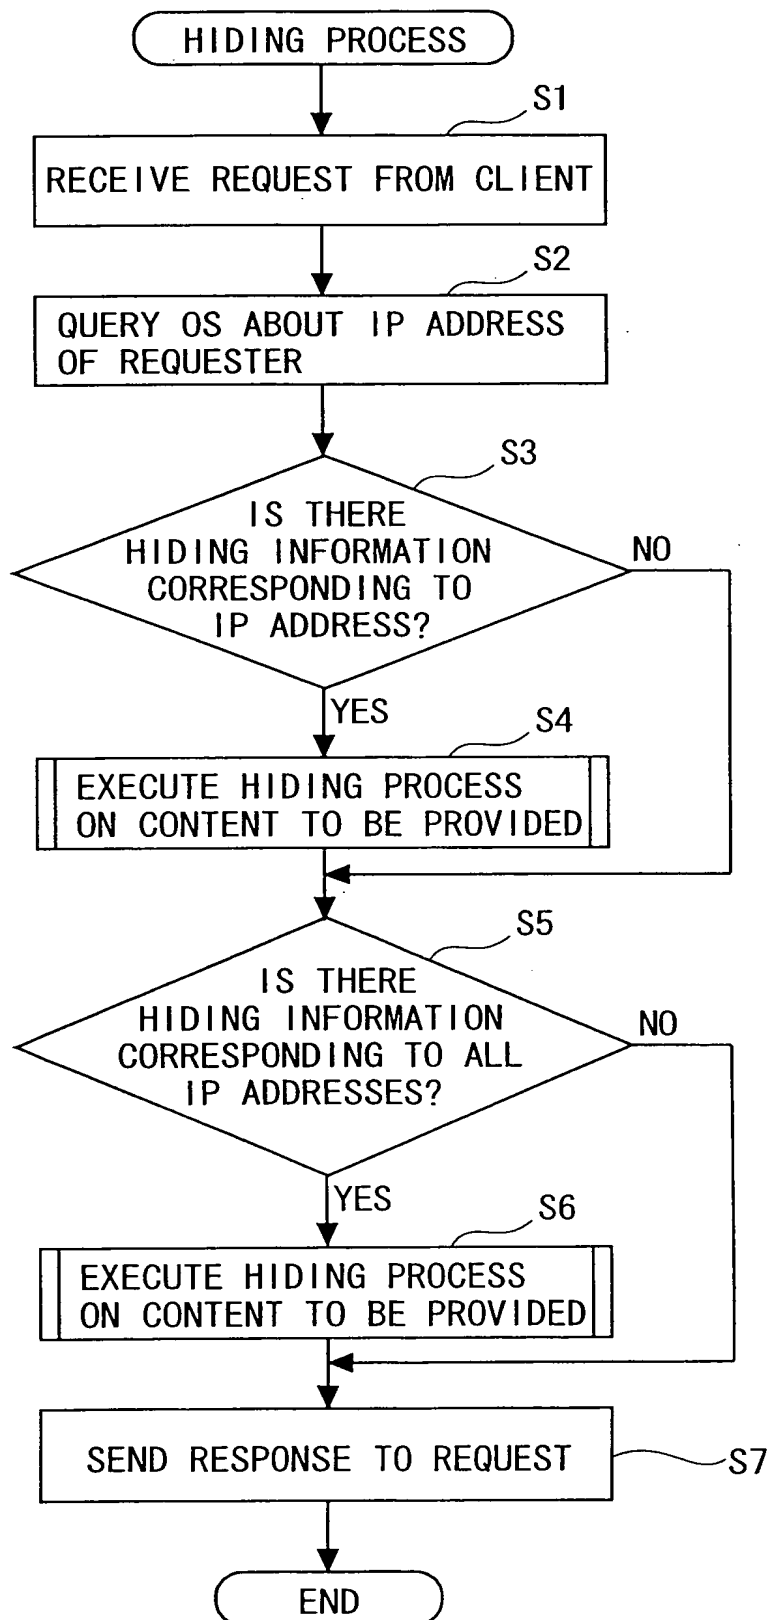 HIDING PROCESS
S1
RECEIVE REQUEST FROM CLIENT
S2
QUERY OS ABOUT IP ADDRESS
OF REQUESTER
S3
IS THERE
HIDING INFORMATION
CORRESPONDING TO
IP ADDRESS?
NO
YES
S4
EXECUTE HIDING PROCESS
ON CONTENT TO BE PROVIDED
S5
IS THERE
HIDING INFORMATION
CORRESPONDING TO ALL
IP ADDRESSES?
NO
YES
S6
EXECUTE HIDING PROCESS
ON CONTENT TO BE PROVIDED
SEND RESPONSE TO REQUEST
S7
END